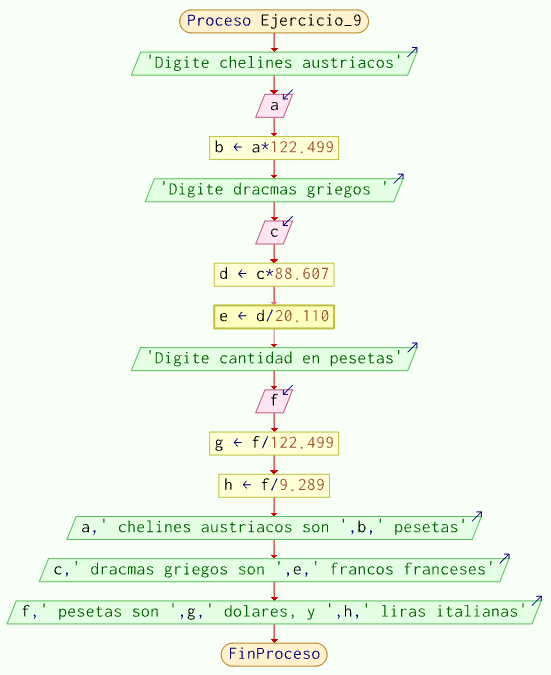 Proceso Ejercicio_9
'Digite chelines austriacos'
a
b ← a*122.499
'Digite dracmas griegos '
c
d ← c*88.607
e ← d/20.110
'Digite cantidad en pesetas'
f
g ← f/122.499
h ← f/9.289
a,' chelines austriacos son ',b,' pesetas'
c,' dracmas griegos son ',e,' francos franceses'
f,' pesetas son ',g,' dolares, y ',h,' liras italianas'
FinProceso